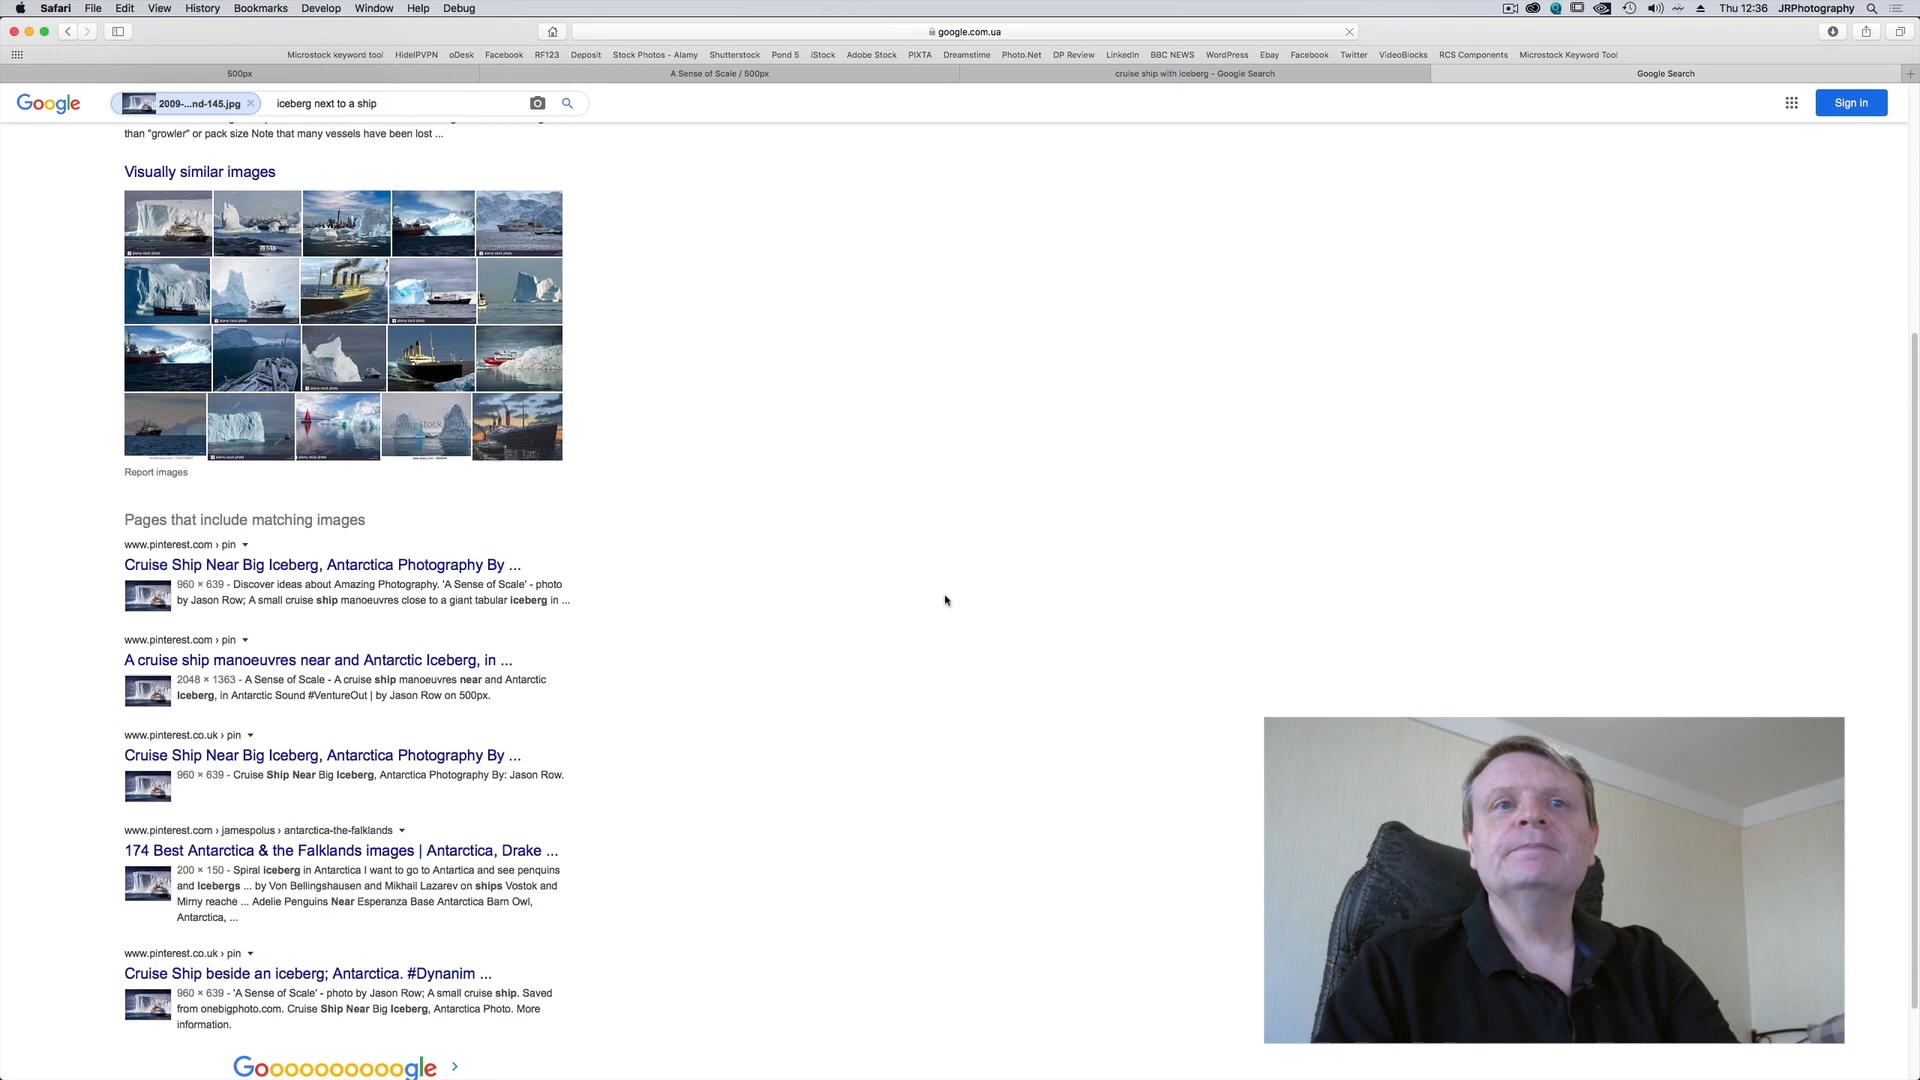 Safari File Edit View History Bookmarks Develop Window Help Debug
Thu 12:36 JRPhotography
google.com.ua
Microstock keyword tool HideIPVPN oDesk Facebook RF123 Deposit Stock Photos - Alamy Shutterstock Pond 5 iStock Adobe Stock PIXTA Dreamstime Photo.Net DP Review LinkedIn BBC NEWS WordPress Ebay Facebook Twitter VideoBlocks RCS Components Microstock Keyword Tool
500px A Sense of Scale / 500px cruise ship with iceberg - Google Search Google Search
Google 2009-...nd-145.jpg iceberg next to a ship Sign in
than "growler" or pack size Note that many vessels have been lost ...
Visually similar images
alamy stock photo
Report images
Pages that include matching images
www.pinterest.com › pin
Cruise Ship Near Big Iceberg, Antarctica Photography By ...
960 × 639 - Discover ideas about Amazing Photography. 'A Sense of Scale' - photo
by Jason Row; A small cruise ship manoeuvres close to a giant tabular iceberg in ...
www.pinterest.com › pin
A cruise ship manoeuvres near and Antarctic Iceberg, in ...
2048 × 1363 - A Sense of Scale - A cruise ship manoeuvres near and Antarctic
Iceberg, in Antarctic Sound #VentureOut | by Jason Row on 500px.
www.pinterest.co.uk › pin
Cruise Ship Near Big Iceberg, Antarctica Photography By ...
960 × 639 - Cruise Ship Near Big Iceberg, Antarctica Photography By: Jason Row.
www.pinterest.com › jamespolus › antarctica-the-falklands
174 Best Antarctica & the Falklands images | Antarctica, Drake ...
200 × 150 - Spiral iceberg in Antarctica I want to go to Antartica and see penquins
and Icebergs ... by Von Bellingshausen and Mikhail Lazarev on ships Vostok and
Mirny reache ... Adelie Penguins Near Esperanza Base Antarctica Barn Owl,
Antarctica, ...
www.pinterest.co.uk › pin
Cruise Ship beside an iceberg; Antarctica. #Dynanim ...
960 × 639 - 'A Sense of Scale' - photo by Jason Row; A small cruise ship. Saved
from onebigphoto.com. Cruise Ship Near Big Iceberg, Antarctica Photo. More
information.
Goooooooooogle